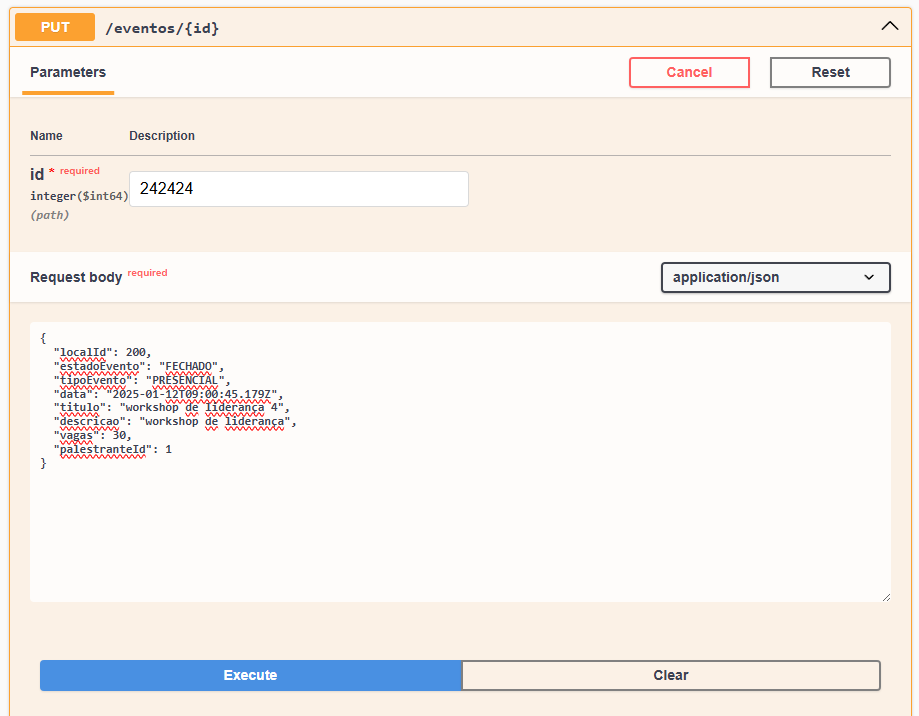 PUT /eventos/{id}
Parameters Cancel Reset
Name Description
id * required
integer($int64)
(path)
242424
Request body required application/json
{
"localId": 200,
"estadoEvento": "FECHADO",
"tipoEvento": "PRESENCIAL",
"data": "2025-01-12T09:00:45.179Z",
"titulo": "workshop de liderança 4",
"descricao": "workshop de liderança",
"vagas": 30,
"palestranteId": 1
}
Execute Clear